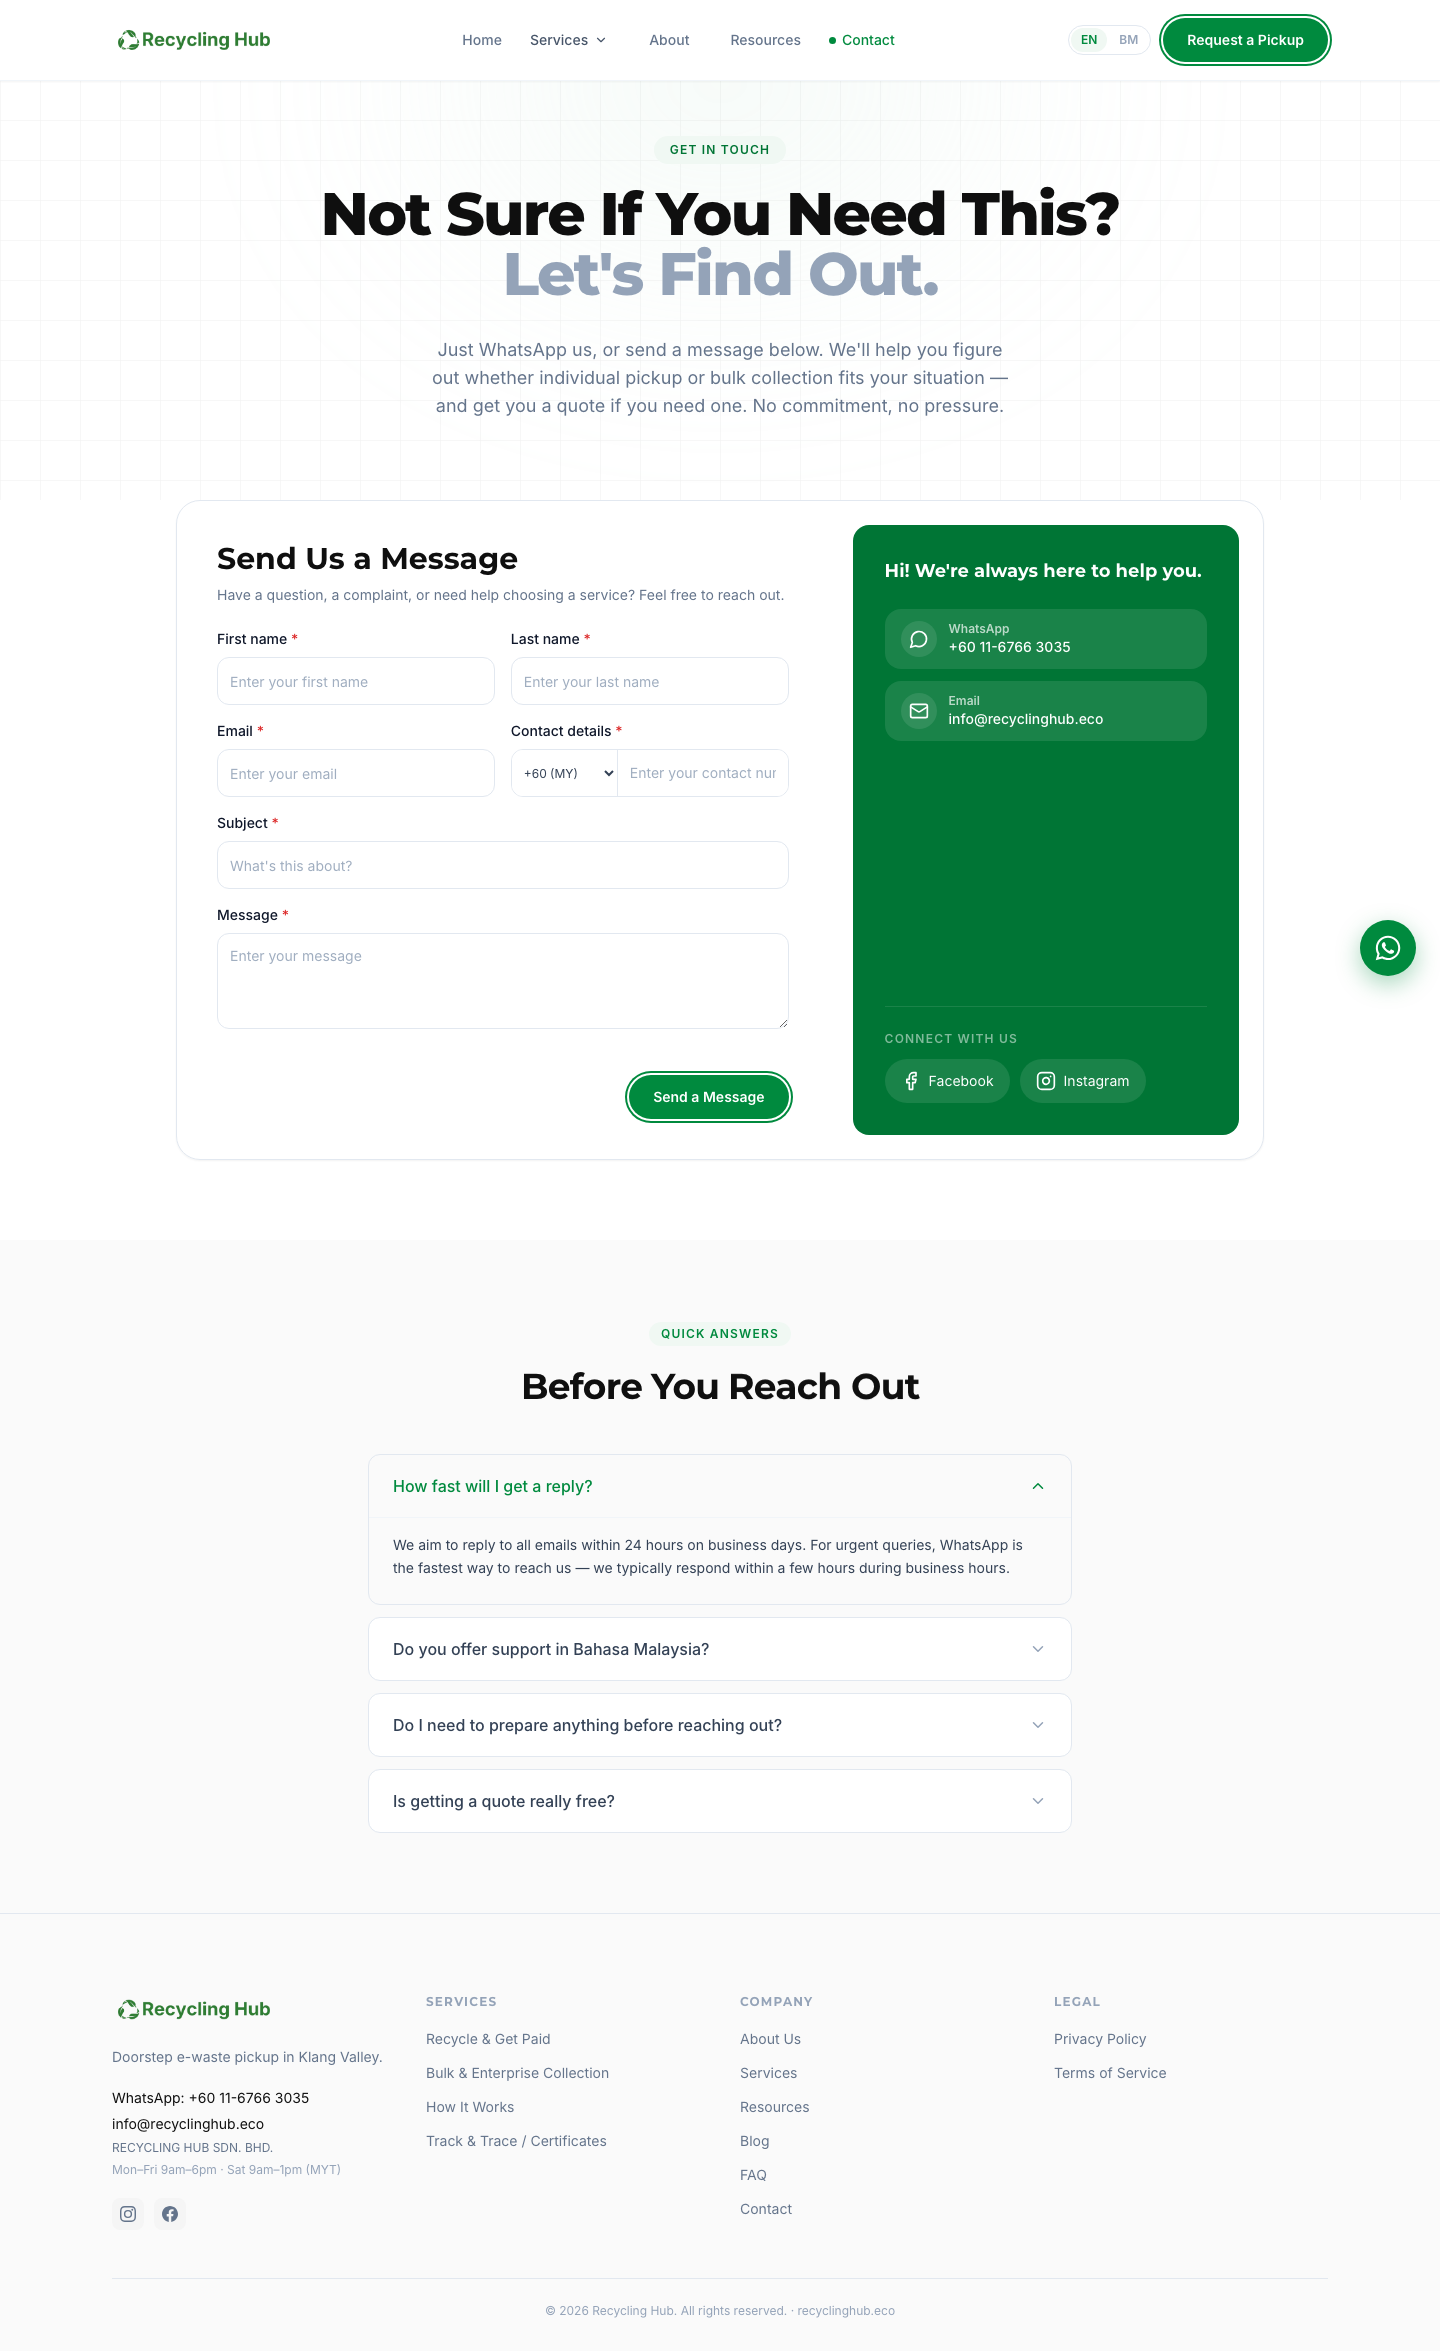 Recycling Hub
Home
Services
About
Resources
Contact
EN
BM
Request a Pickup
GET IN TOUCH
Not Sure If You Need This?
Let's Find Out.
Just WhatsApp us, or send a message below. We'll help you figure
out whether individual pickup or bulk collection fits your situation —
and get you a quote if you need one. No commitment, no pressure.
Send Us a Message
Have a question, a complaint, or need help choosing a service? Feel free to reach out.
First name *
Last name *
Enter your first name
Enter your last name
Email *
Contact details *
Enter your email
+60 (MY)
Enter your contact nur
Subject *
What's this about?
Message *
Enter your message
Send a Message
Hi! We're always here to help you.
WhatsApp
+60 11-6766 3035
Email
info@recyclinghub.eco
CONNECT WITH US
Facebook
Instagram
QUICK ANSWERS
Before You Reach Out
How fast will I get a reply?
We aim to reply to all emails within 24 hours on business days. For urgent queries, WhatsApp is
the fastest way to reach us — we typically respond within a few hours during business hours.
Do you offer support in Bahasa Malaysia?
Do I need to prepare anything before reaching out?
Is getting a quote really free?
Recycling Hub
Doorstep e-waste pickup in Klang Valley.
WhatsApp: +60 11-6766 3035
info@recyclinghub.eco
RECYCLING HUB SDN. BHD.
Mon–Fri 9am–6pm · Sat 9am–1pm (MYT)
SERVICES
Recycle & Get Paid
Bulk & Enterprise Collection
How It Works
Track & Trace / Certificates
COMPANY
About Us
Services
Resources
Blog
FAQ
Contact
LEGAL
Privacy Policy
Terms of Service
© 2026 Recycling Hub. All rights reserved. · recyclinghub.eco